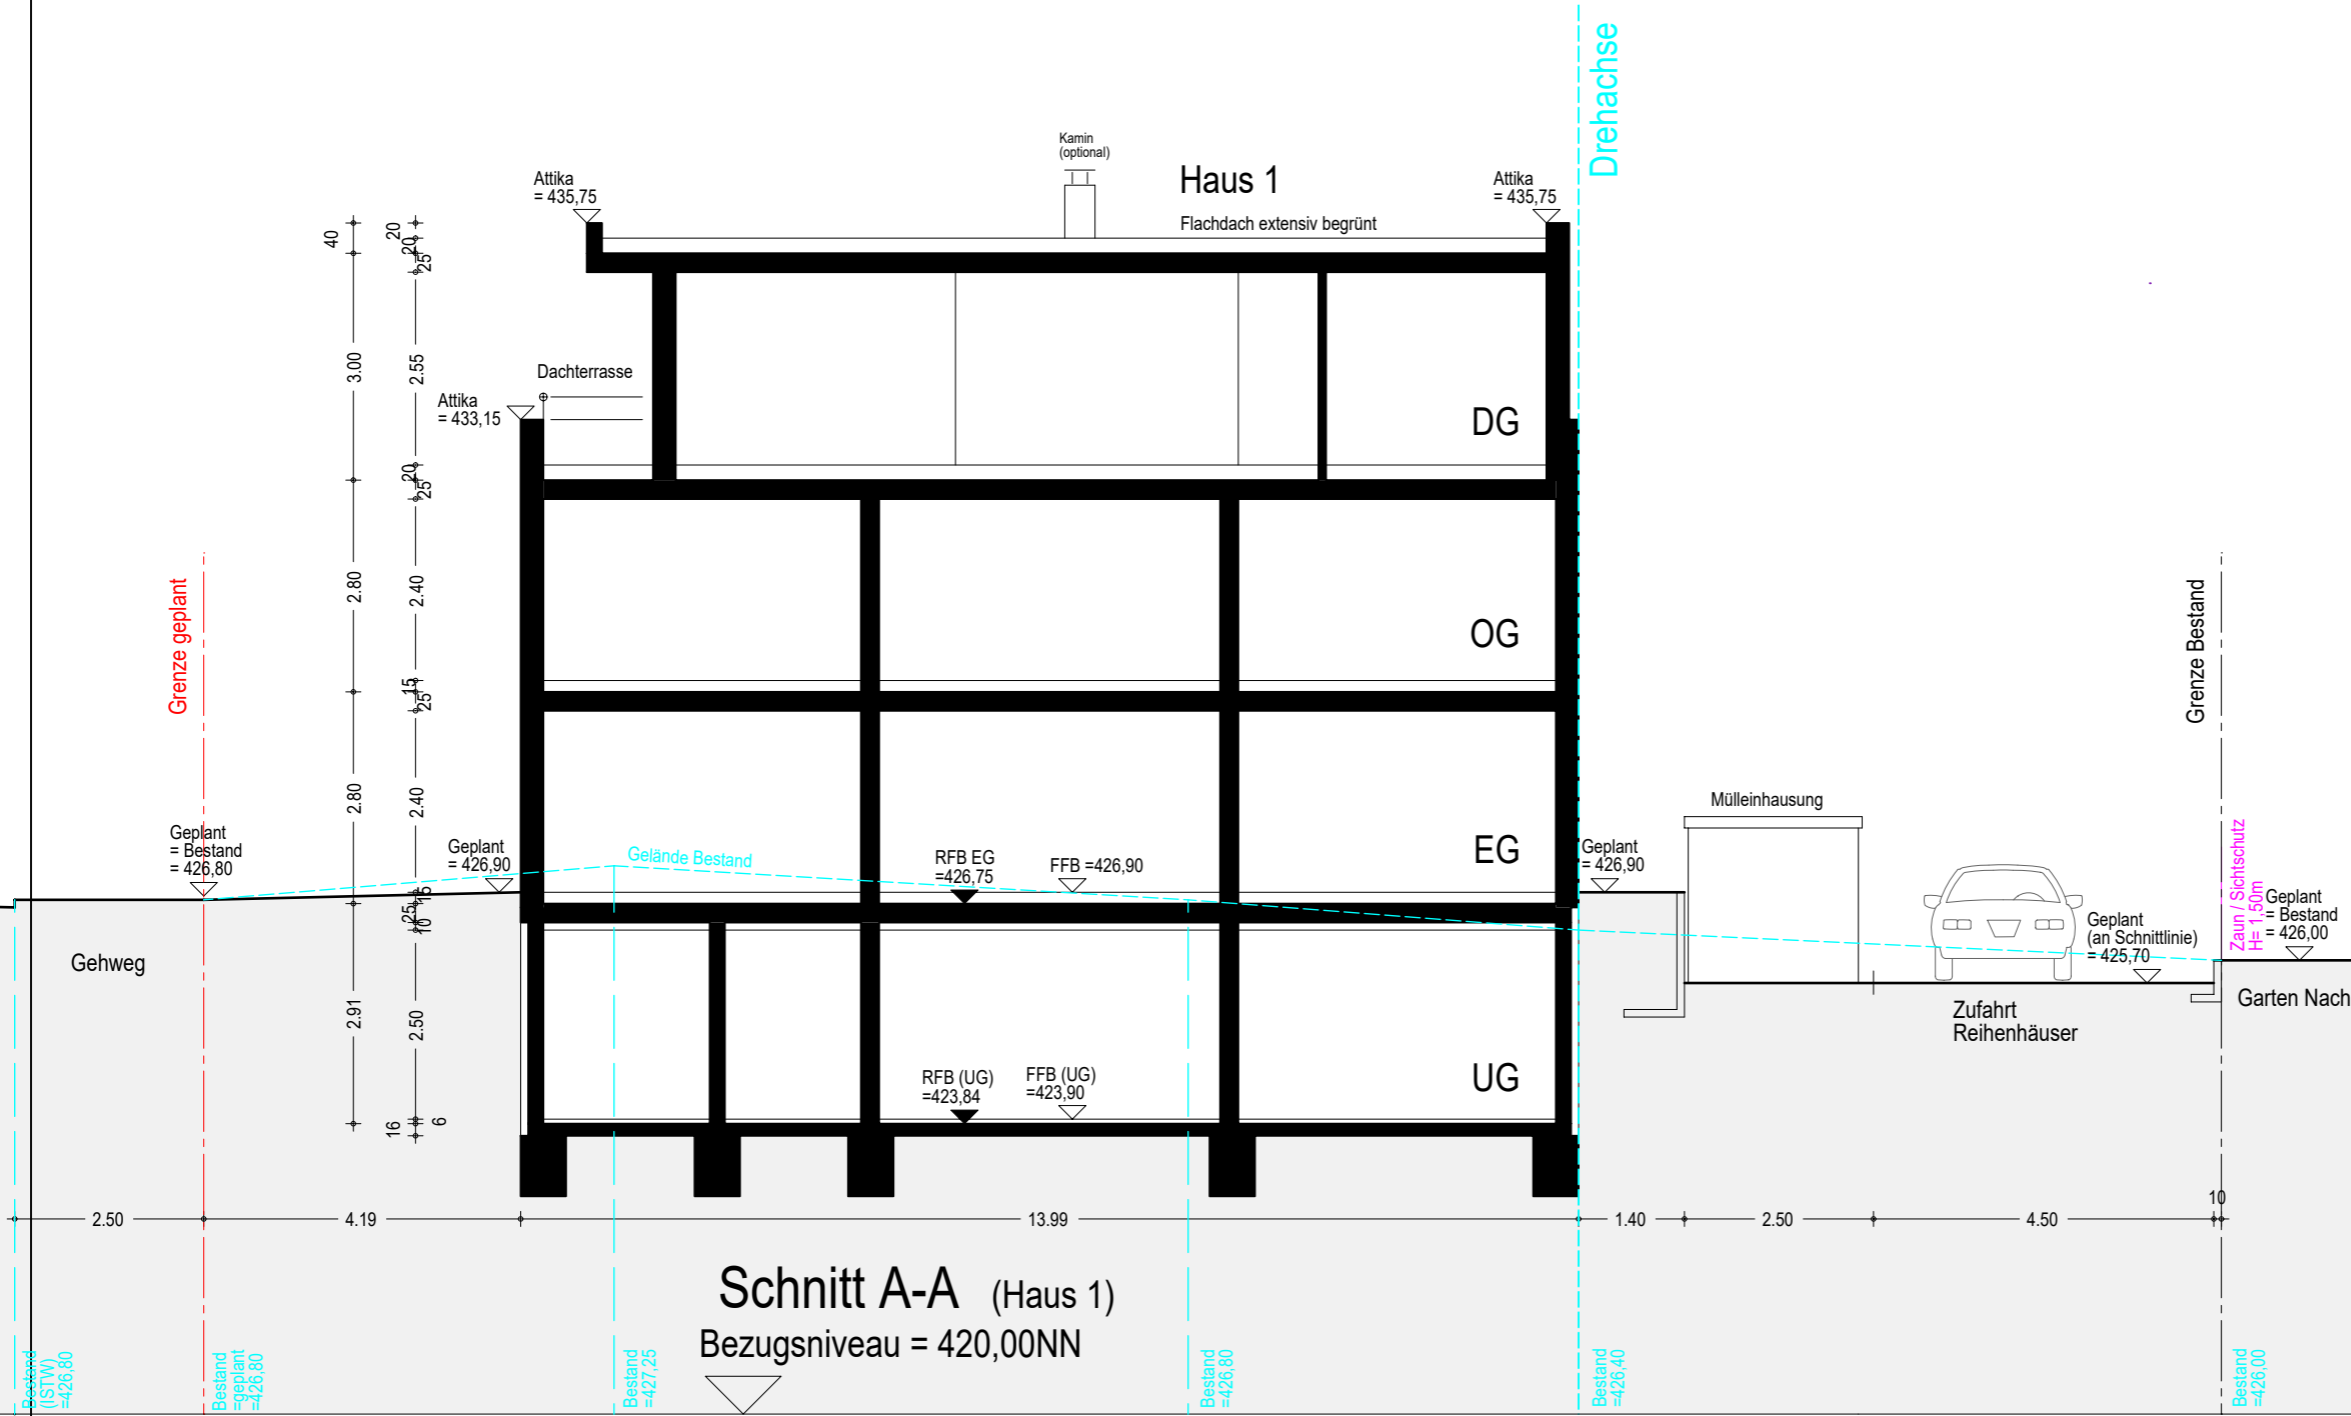 Drehachse
Kamin
(optional)
Haus 1
Flachdach extensiv begrünt
Attika
= 435,75
Attika
= 435,75
40
20
20
25
3.00
2.55
Dachterrasse
Attika
= 433,15
DG
20
25
2.80
2.40
OG
15
25
Grenze geplant
Grenze Bestand
2.80
2.40
EG
Mülleinhausung
Geplant
= Bestand
= 426,80
Geplant
= 426,90
Gelände Bestand
RFB EG
=426,75
FFB =426,90
Geplant
= 426,90
Zaun / Sichtschutz
H= 1,50m
Geplant
= Bestand
= 426,00
Geplant
(an Schnittlinie)
= 425,70
15
25
10
Gehweg
Zufahrt
Reihenhäuser
Garten Nach
2.91
2.50
RFB (UG)
=423,84
FFB (UG)
=423,90
UG
16
6
2.50
4.19
13.99
1.40
2.50
4.50
10
Schnitt A-A (Haus 1)
Bezugsniveau = 420,00NN
Bestand
(ISTW)
=426,80
Bestand
=geplant
=426,80
Bestand
=427,25
Bestand
=426,80
Bestand
=426,40
Bestand
=426,00